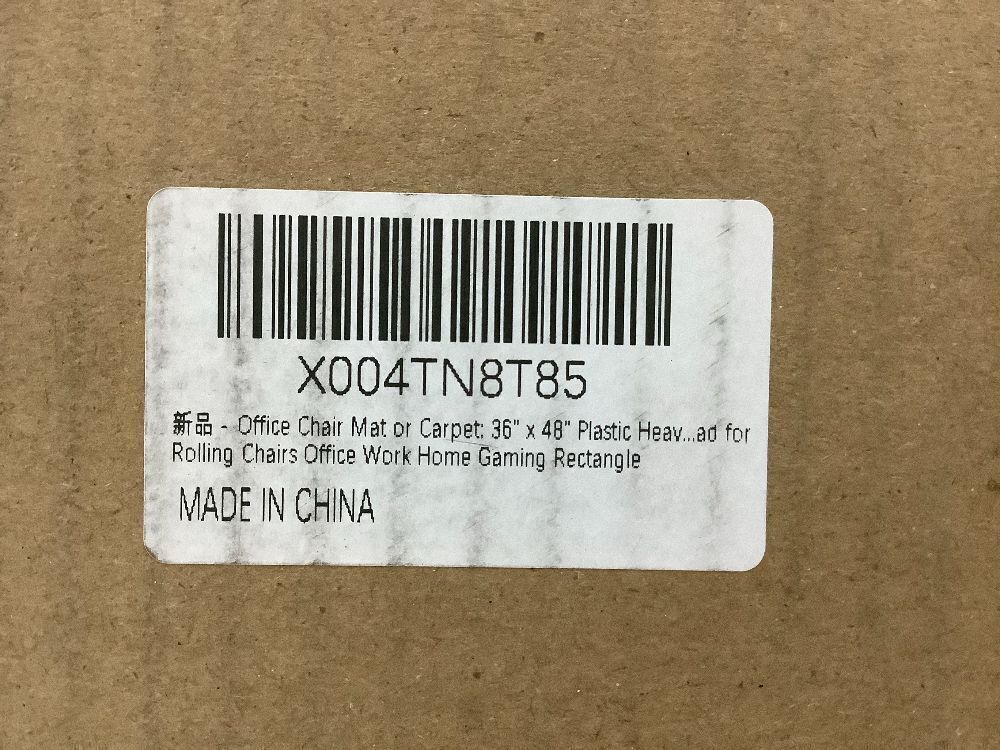 X004TN8T85
新品 - Office Chair Mat or Carpet: 36" x 48" Plastic Heav...ad for
Rolling Chairs Office Work Home Gaming Rectangle
MADE IN CHINA